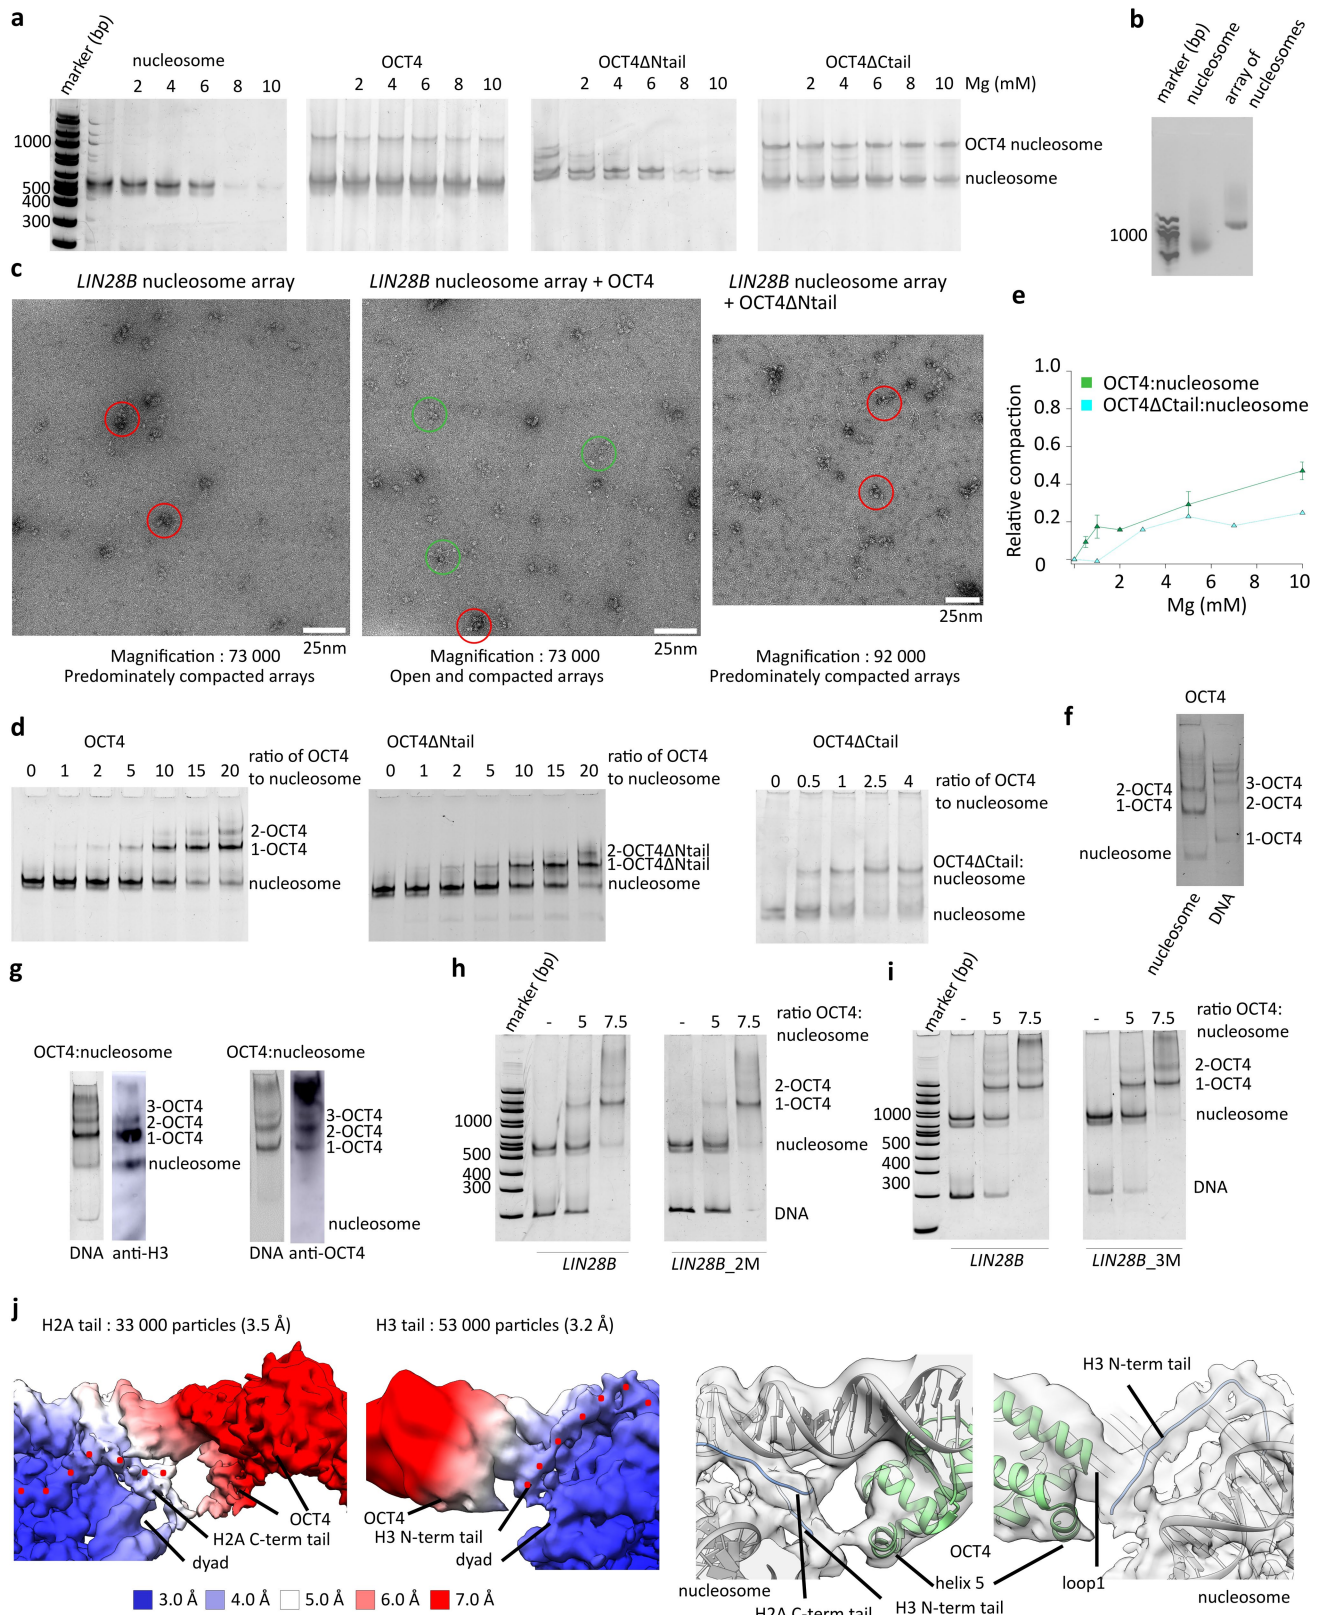 a
marker (bp)
nucleosome
2 4 6 8 10
OCT4
2 4 6 8 10
OCT4ΔNtail
2 4 6 8 10
OCT4ΔCtail
2 4 6 8 10
Mg (mM)
1000
500
400
300
OCT4 nucleosome
nucleosome
b
marker (bp)
nucleosome
array of
nucleosomes
1000
c
LIN28B nucleosome array
LIN28B nucleosome array + OCT4
LIN28B nucleosome array
+ OCT4ΔNtail
25nm
25nm
25nm
Magnification : 73 000
Predominately compacted arrays
Magnification : 73 000
Open and compacted arrays
Magnification : 92 000
Predominately compacted arrays
e
Relative compaction
1.0
0.8
0.6
0.4
0.2
0
OCT4:nucleosome
OCT4ΔCtail:nucleosome
2 4 6 8 10
Mg (mM)
d
OCT4
0 1 2 5 10 15 20
ratio of OCT4
to nucleosome
2-OCT4
1-OCT4
nucleosome
OCT4ΔNtail
0 1 2 5 10 15 20
ratio of OCT4
to nucleosome
2-OCT4ΔNtail
1-OCT4ΔNtail
nucleosome
OCT4ΔCtail
0 0.5 1 2.5 4
ratio of OCT4
to nucleosome
OCT4ΔCtail:
nucleosome
nucleosome
f
OCT4
2-OCT4
1-OCT4
nucleosome
3-OCT4
2-OCT4
1-OCT4
nucleosome
DNA
g
OCT4:nucleosome
3-OCT4
2-OCT4
1-OCT4
nucleosome
DNA anti-H3
OCT4:nucleosome
3-OCT4
2-OCT4
1-OCT4
nucleosome
DNA anti-OCT4
h
marker (bp)
- 5 7.5
- 5 7.5
ratio OCT4:
nucleosome
1000
500
400
300
2-OCT4
1-OCT4
nucleosome
DNA
LIN28B
LIN28B_2M
i
marker (bp)
- 5 7.5
- 5 7.5
ratio OCT4:
nucleosome
1000
500
400
300
2-OCT4
1-OCT4
nucleosome
DNA
LIN28B
LIN28B_3M
j
H2A tail : 33 000 particles (3.5 Å)
H3 tail : 53 000 particles (3.2 Å)
OCT4
H2A C-term tail
dyad
OCT4
H3 N-term tail
dyad
3.0 Å 4.0 Å 5.0 Å 6.0 Å 7.0 Å
H3 N-term tail
OCT4
helix 5
loop1
nucleosome
nucleosome
H2A C-term tail
H3 N-term tail